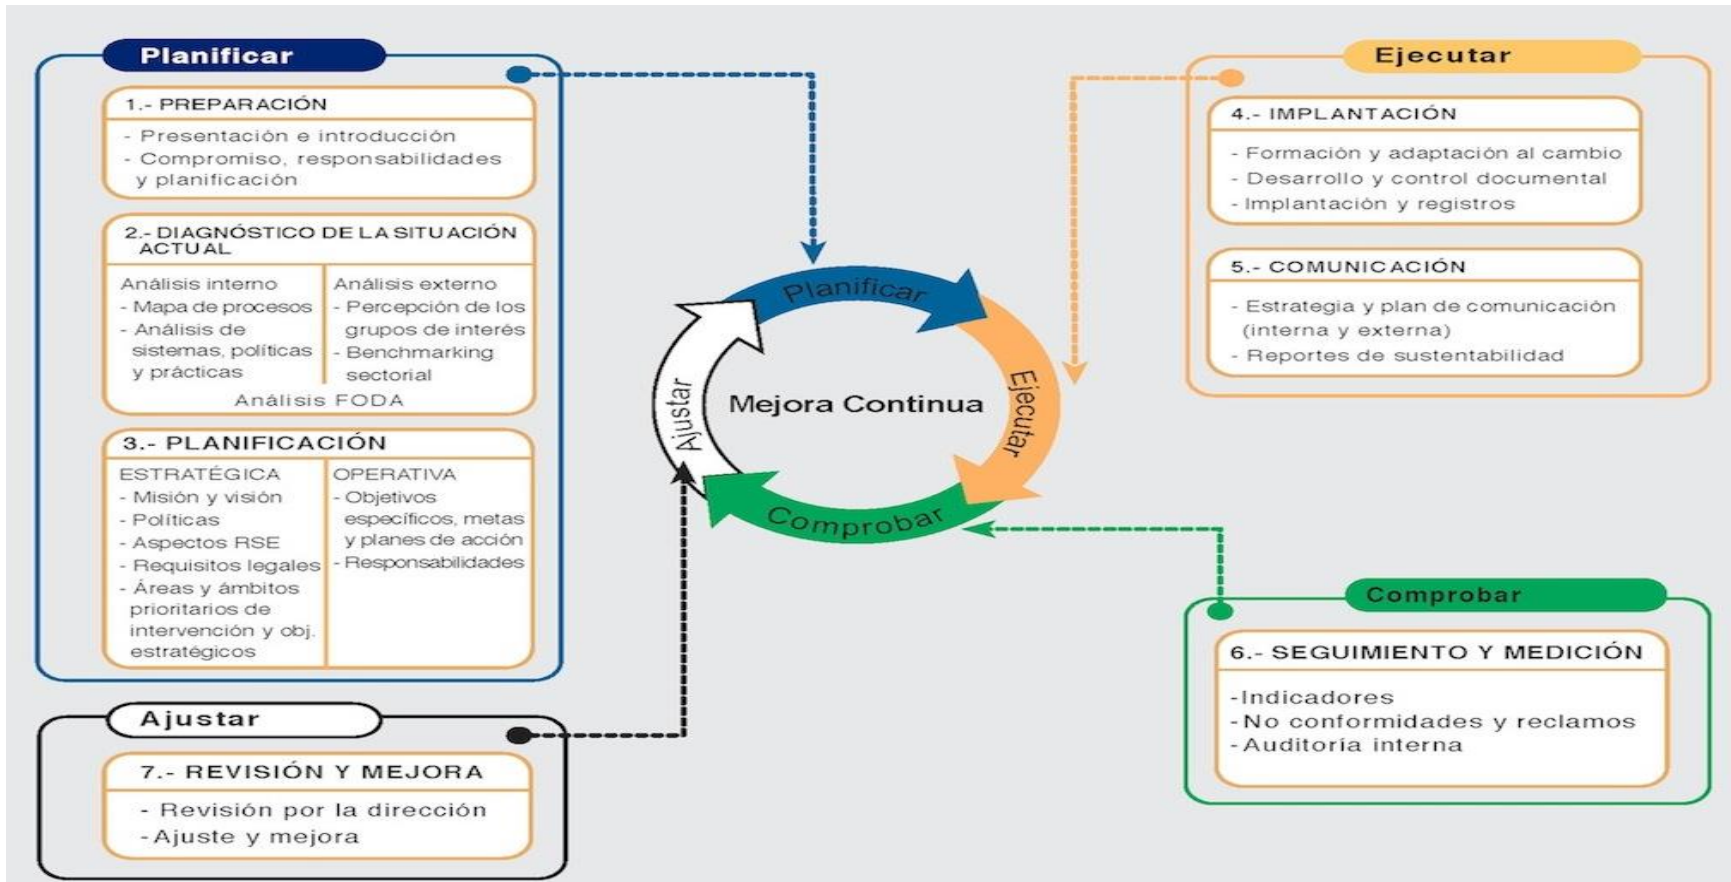 Planificar
1.- PREPARACIÓN
- Presentación e introducción
- Compromiso, responsabilidades
y planificación
2.- DIAGNÓSTICO DE LA SITUACIÓN
ACTUAL
Análisis interno
- Mapa de procesos
- Análisis de
sistemas, políticas
y prácticas
Análisis externo
- Percepción de los
grupos de interés
- Benchmarking
sectorial
Análisis FODA
3.- PLANIFICACIÓN
ESTRATÉGICA
- Misión y visión
- Políticas
- Aspectos RSE
- Requisitos legales
- Áreas y ámbitos
prioritarios de
intervención y obj.
estratégicos
OPERATIVA
- Objetivos
específicos, metas
y planes de acción
- Responsabilidades
Ajustar
7.- REVISIÓN Y MEJORA
- Revisión por la dirección
- Ajuste y mejora
Planificar
Ejecutar
Comprobar
Ajustar
Mejora Continua
Ejecutar
4.- IMPLANTACIÓN
- Formación y adaptación al cambio
- Desarrollo y control documental
- Implantación y registros
5.- COMUNICACIÓN
- Estrategia y plan de comunicación
(interna y externa)
- Reportes de sustentabilidad
Comprobar
6.- SEGUIMIENTO Y MEDICIÓN
-Indicadores
-No conformidades y reclamos
-Auditoría interna